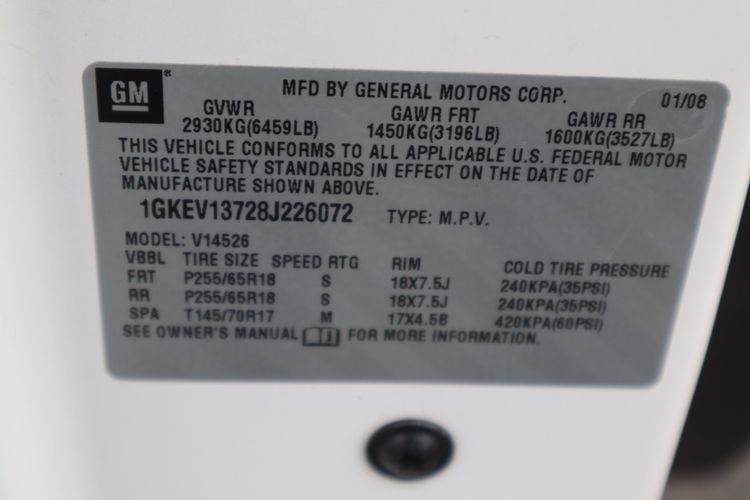 GM MFD BY GENERAL MOTORS CORP. 01/08
GVWR GAWR FRT GAWR RR
2930KG(6459LB) 1450KG(3196LB) 1600KG(3527LB)
THIS VEHICLE CONFORMS TO ALL APPLICABLE U.S. FEDERAL MOTOR
VEHICLE SAFETY STANDARDS IN EFFECT ON THE DATE OF
MANUFACTURE SHOWN ABOVE.
1GKEV13728J226072 TYPE: M.P.V.
MODEL: V14526
VBBL TIRE SIZE SPEED RTG RIM COLD TIRE PRESSURE
FRT P255/65R18 S 18X7.5J 240KPA(35PSI)
RR P255/65R18 S 18X7.5J 240KPA(35PSI)
SPA T145/70R17 M 17X4.5B 420KPA(60PSI)
SEE OWNER'S MANUAL FOR MORE INFORMATION.